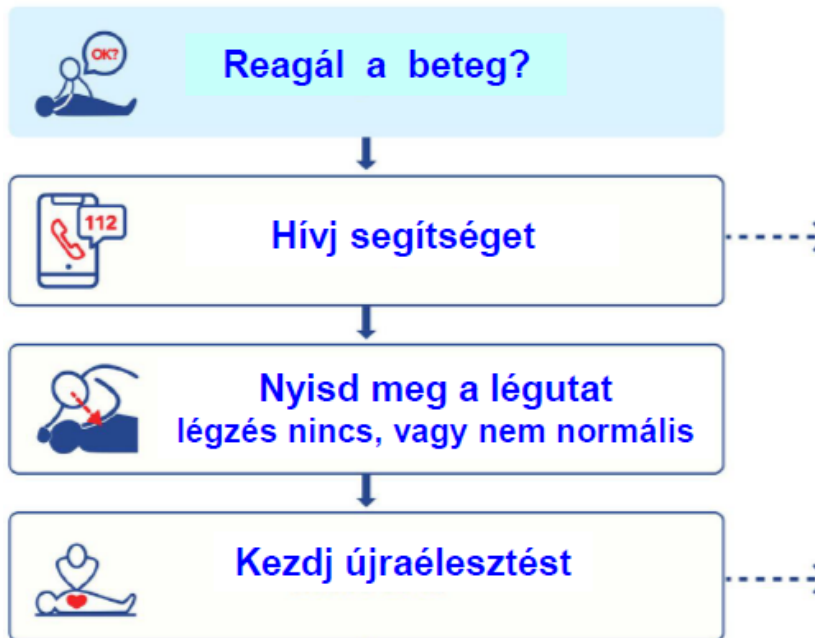 OK?
Reagál a beteg?
112
Hívj segítséget
Nyisd meg a légutat
légzés nincs, vagy nem normális
Kezdj újraélesztést